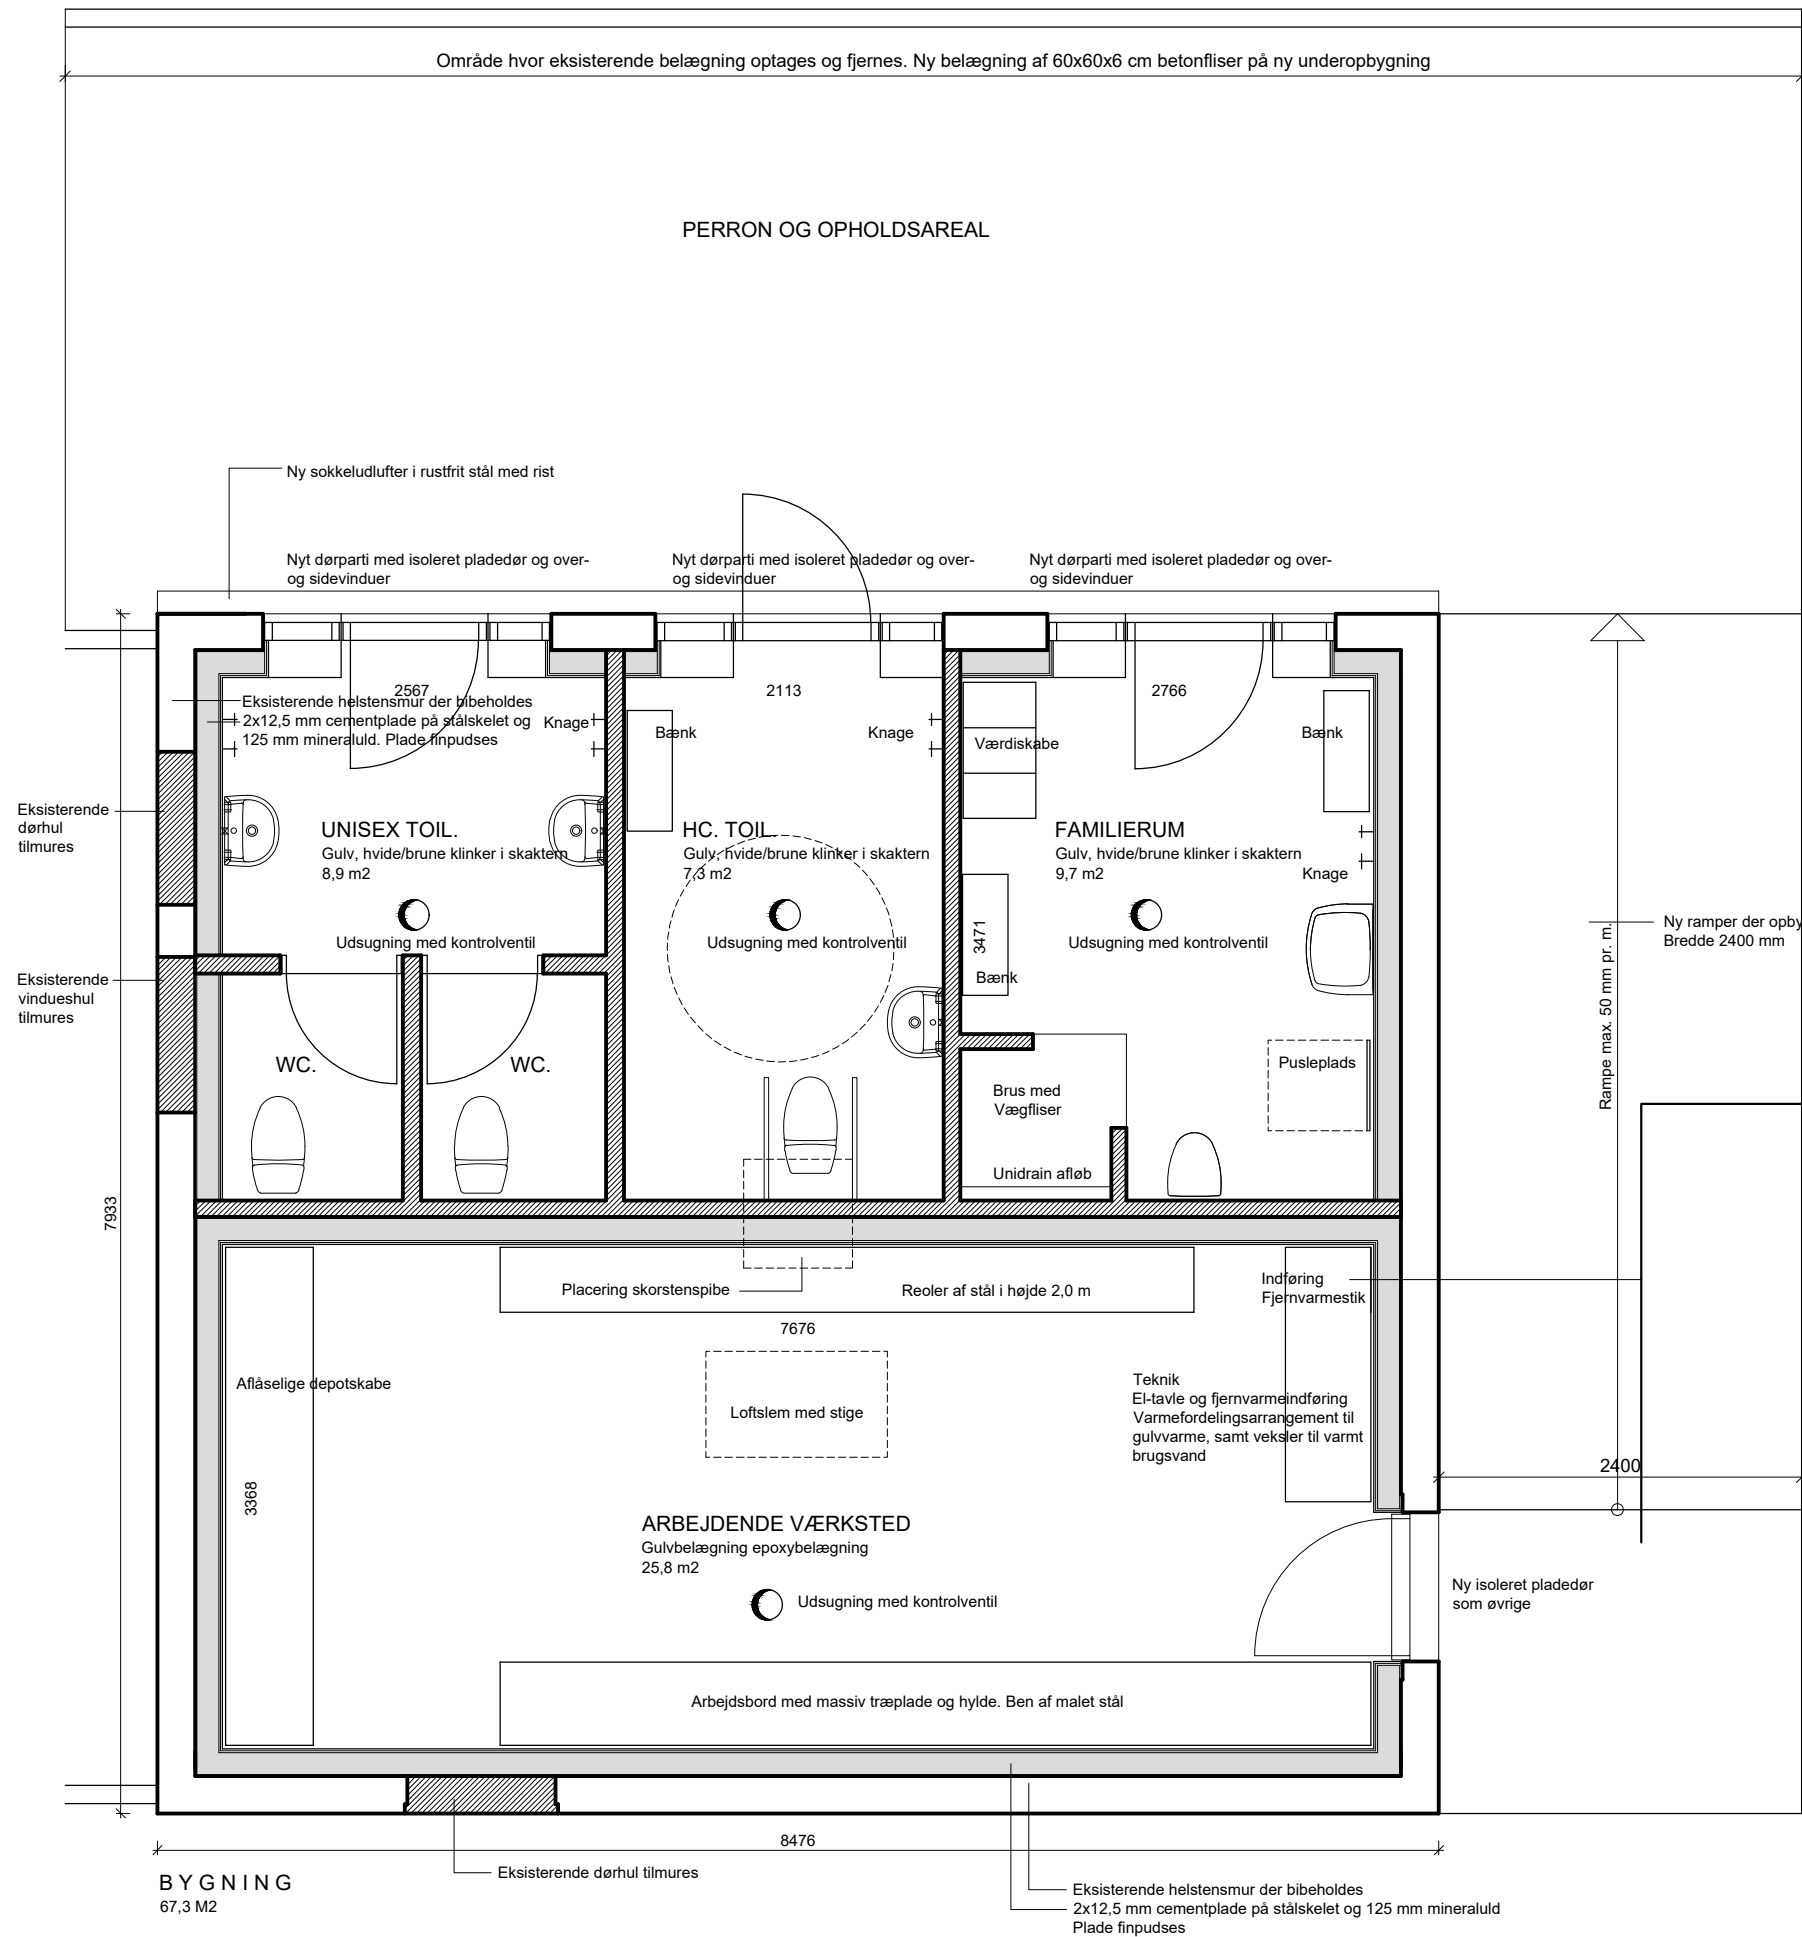 Område hvor eksisterende belægning optages og fjernes. Ny belægning af 60x60x6 cm betonfliser på ny underopbygning
PERRON OG OPHOLDSAREAL
Ny sokkeludlufter i rustfrit stål med rist
Nyt dørparti med isoleret pladedør og over-
og sidevinduer
Nyt dørparti med isoleret pladedør og over-
og sidevinduer
Nyt dørparti med isoleret pladedør og over-
og sidevinduer
2567
2113
2766
Eksisterende helstensmur der bibeholdes
2x12,5 mm cementplade på stålskelet og
125 mm mineraluld. Plade finpudses
Knage
Bænk
Knage
Værdiskabe
Bænk
Eksisterende
dørhul
tilmures
UNISEX TOIL.
Gulv, hvide/brune klinker i skaktern
8,9 m2
HC. TOIL.
Gulv, hvide/brune klinker i skaktern
7,3 m2
FAMILIERUM
Gulv, hvide/brune klinker i skaktern
9,7 m2
Knage
Udsugning med kontrolventil
Udsugning med kontrolventil
Udsugning med kontrolventil
3471
Bænk
Ny ramper der opby
Bredde 2400 mm
Rampe max. 50 mm pr. m.
Eksisterende
vindueshul
tilmures
WC.
WC.
Brus med
Vægfliser
Pusleplads
Unidrain afløb
7933
Placering skorstenspibe
Reoler af stål i højde 2,0 m
Indføring
Fjernvarmestik
7676
Aflåselige depotskabe
Loftslem med stige
Teknik
El-tavle og fjernvarmeindføring
Varmefordelingsarrangement til
gulvvarme, samt veksler til varmt
brugsvand
2400
3368
ARBEJDENDE VÆRKSTED
Gulvbelægning epoxybelægning
25,8 m2
Udsugning med kontrolventil
Ny isoleret pladedør
som øvrige
Arbejdsbord med massiv træplade og hylde. Ben af malet stål
8476
BYGNING
67,3 M2
Eksisterende dørhul tilmures
Eksisterende helstensmur der bibeholdes
2x12,5 mm cementplade på stålskelet og 125 mm mineraluld
Plade finpudses